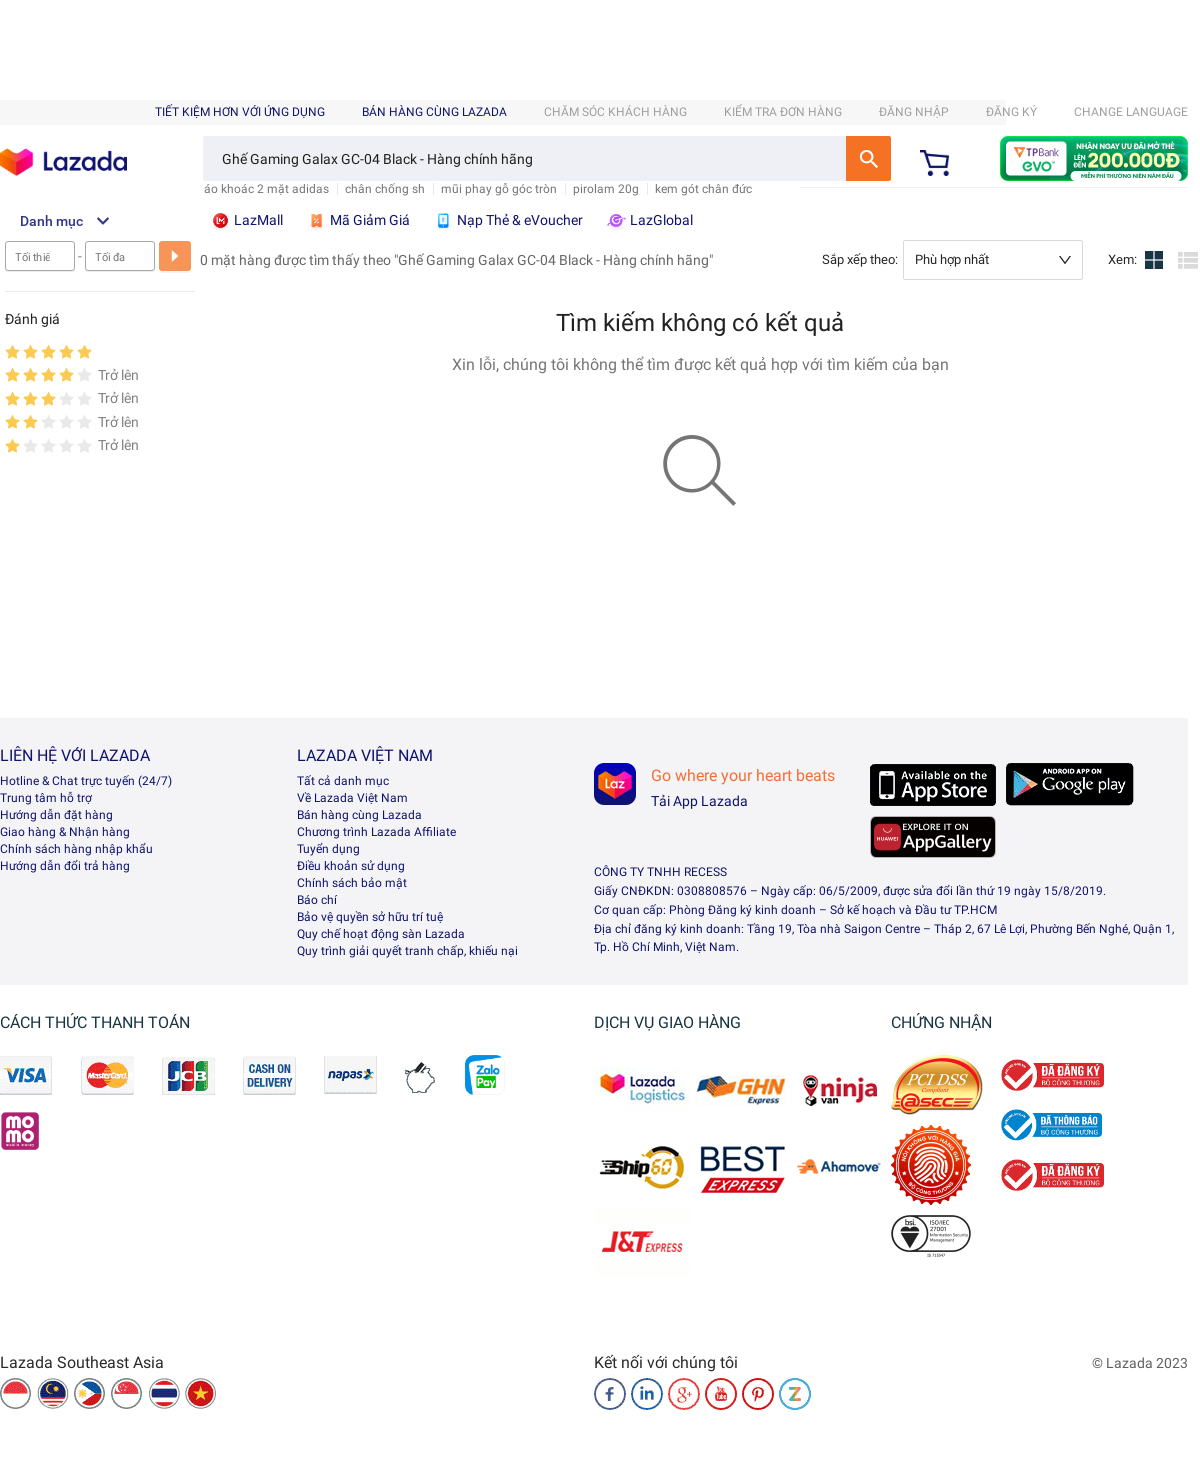 TIẾT KIỆM HƠN VỚI ỨNG DỤNG BÁN HÀNG CÙNG LAZADA CHĂM SÓC KHÁCH HÀNG KIỂM TRA ĐƠN HÀNG ĐĂNG NHẬP ĐĂNG KÝ CHANGE LANGUAGE
Lazada
Ghế Gaming Galax GC-04 Black - Hàng chính hãng
TPBank evo
NHẬN NGAY ƯU ĐÃI MỞ THẺ
LÊN ĐẾN 200.000Đ
MIỄN PHÍ THƯỜNG NIÊN NĂM ĐẦU
áo khoác 2 mặt adidas chân chống sh mũi phay gỗ góc tròn pirolam 20g kem gót chân đức
Danh mục LazMall Mã Giảm Giá Nạp Thẻ & eVoucher LazGlobal
Tối thiể - Tối đa
0 mặt hàng được tìm thấy theo "Ghế Gaming Galax GC-04 Black - Hàng chính hãng"
Sắp xếp theo: Phù hợp nhất Xem:
Đánh giá
Trở lên
Trở lên
Trở lên
Trở lên
Tìm kiếm không có kết quả
Xin lỗi, chúng tôi không thể tìm được kết quả hợp với tìm kiếm của bạn
LIÊN HỆ VỚI LAZADA
Hotline & Chat trực tuyến (24/7)
Trung tâm hỗ trợ
Hướng dẫn đặt hàng
Giao hàng & Nhận hàng
Chính sách hàng nhập khẩu
Hướng dẫn đổi trả hàng
LAZADA VIỆT NAM
Tất cả danh mục
Về Lazada Việt Nam
Bán hàng cùng Lazada
Chương trình Lazada Affiliate
Tuyển dụng
Điều khoản sử dụng
Chính sách bảo mật
Báo chí
Bảo vệ quyền sở hữu trí tuệ
Quy chế hoạt động sàn Lazada
Quy trình giải quyết tranh chấp, khiếu nại
Laz
Go where your heart beats
Tải App Lazada
Available on the
App Store
ANDROID APP ON
Google play
HUAWEI
EXPLORE IT ON
AppGallery
CÔNG TY TNHH RECESS
Giấy CNĐKDN: 0308808576 – Ngày cấp: 06/5/2009, được sửa đổi lần thứ 19 ngày 15/8/2019.
Cơ quan cấp: Phòng Đăng ký kinh doanh – Sở kế hoạch và Đầu tư TP.HCM
Địa chỉ đăng ký kinh doanh: Tầng 19, Tòa nhà Saigon Centre – Tháp 2, 67 Lê Lợi, Phường Bến Nghé, Quận 1,
Tp. Hồ Chí Minh, Việt Nam.
CÁCH THỨC THANH TOÁN
VISA MasterCard JCB CASH ON DELIVERY napas Zalo Pay
momo
DỊCH VỤ GIAO HÀNG
Lazada Logistics
GHN Express
ninja van
Ship60
BEST EXPRESS
Ahamove
J&T EXPRESS
CHỨNG NHẬN
PCI DSS
Compliant
@SEC
ĐÃ ĐĂNG KÝ
BỘ CÔNG THƯƠNG
ĐÃ THÔNG BÁO
BỘ CÔNG THƯƠNG
NÓI KHÔNG VỚI HÀNG GIẢ
BỘ CÔNG THƯƠNG
ĐÃ ĐĂNG KÝ
BỘ CÔNG THƯƠNG
bsi.
ISO/IEC
27001
Information Security
Management
Lazada Southeast Asia
Kết nối với chúng tôi
© Lazada 2023